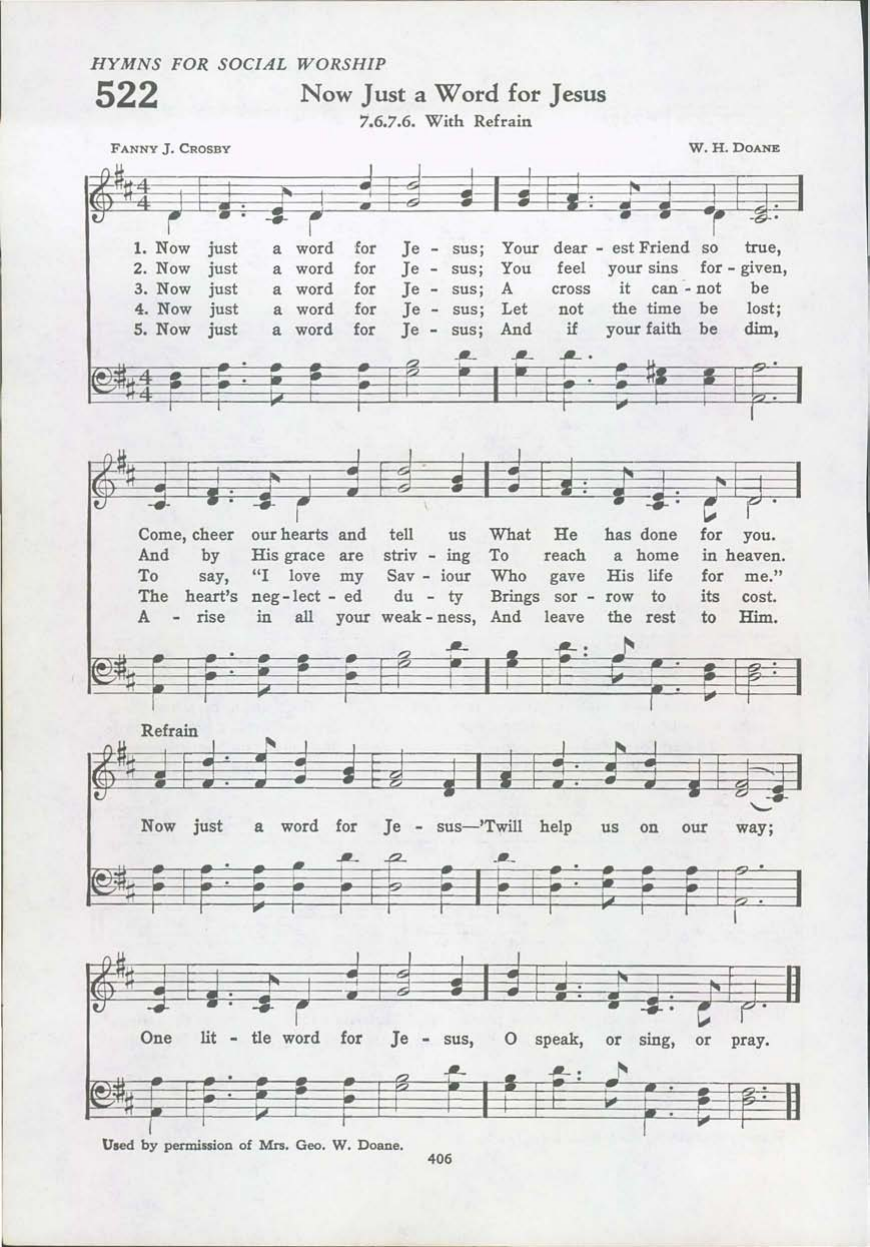 HYMNS FOR SOCIAL WORSHIP
522 Now Just a Word for Jesus
7.6.7.6. With Refrain
FANNY J. CROSBY W. H. DOANE
1. Now just a word for Je - sus; Your dear - est Friend so true,
2. Now just a word for Je - sus; You feel your sins for - given,
3. Now just a word for Je - sus; A cross it can - not be
4. Now just a word for Je - sus; Let not the time be lost;
5. Now just a word for Je - sus; And if your faith be dim,
Come, cheer our hearts and tell us What He has done for you.
And by His grace are striv - ing To reach a home in heaven.
To say, “I love my Sav - iour Who gave His life for me.”
The heart's neg - lect - ed du - ty Brings sor - row to its cost.
A - rise in all your weak - ness, And leave the rest to Him.
Refrain
Now just a word for Je - sus—'Twill help us on our way;
One lit - tle word for Je - sus, O speak, or sing, or pray.
Used by permission of Mrs. Geo. W. Doane.
406